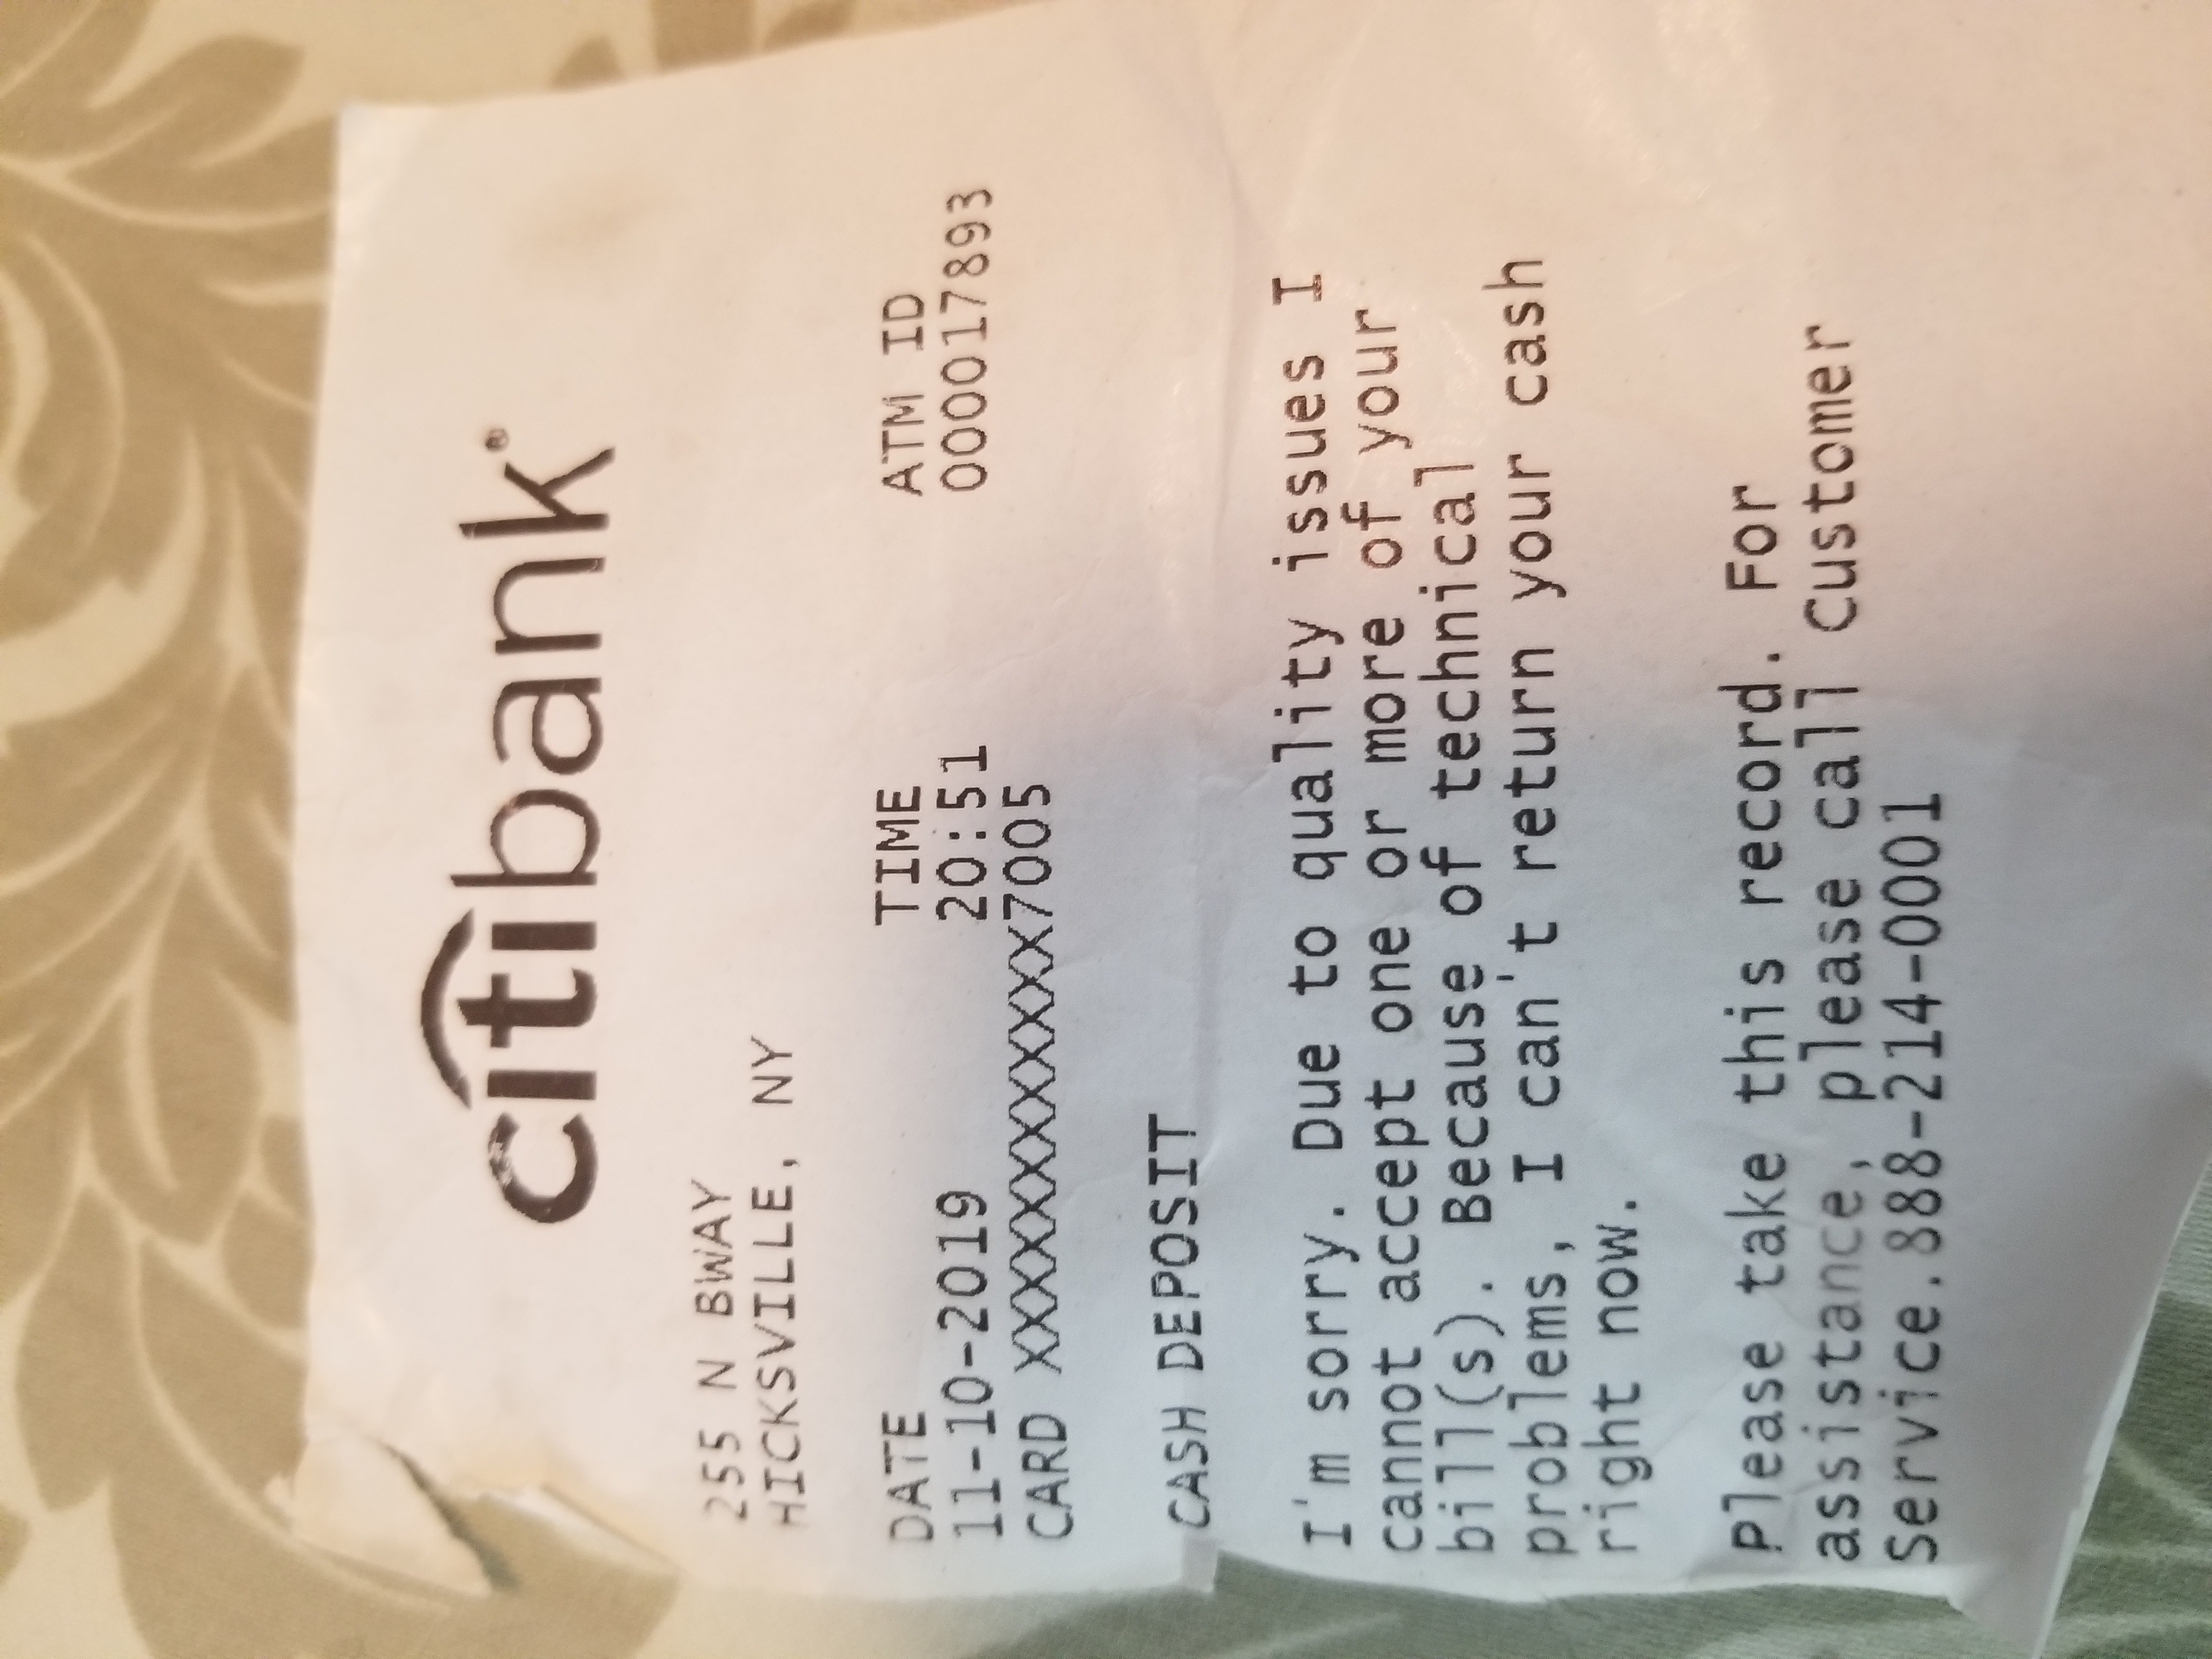 citibank®
255 N BWAY
HICKSVILLE, NY
DATE TIME ATM ID
11-10-2019 20:51 000017893
CARD XXXXXXXXXXXX7005
CASH DEPOSIT
I'm sorry. Due to quality issues I
cannot accept one or more of your
bill(s). Because of technical
problems, I can't return your cash
right now.
Please take this record. For
assistance, please call Customer
Service.888-214-0001